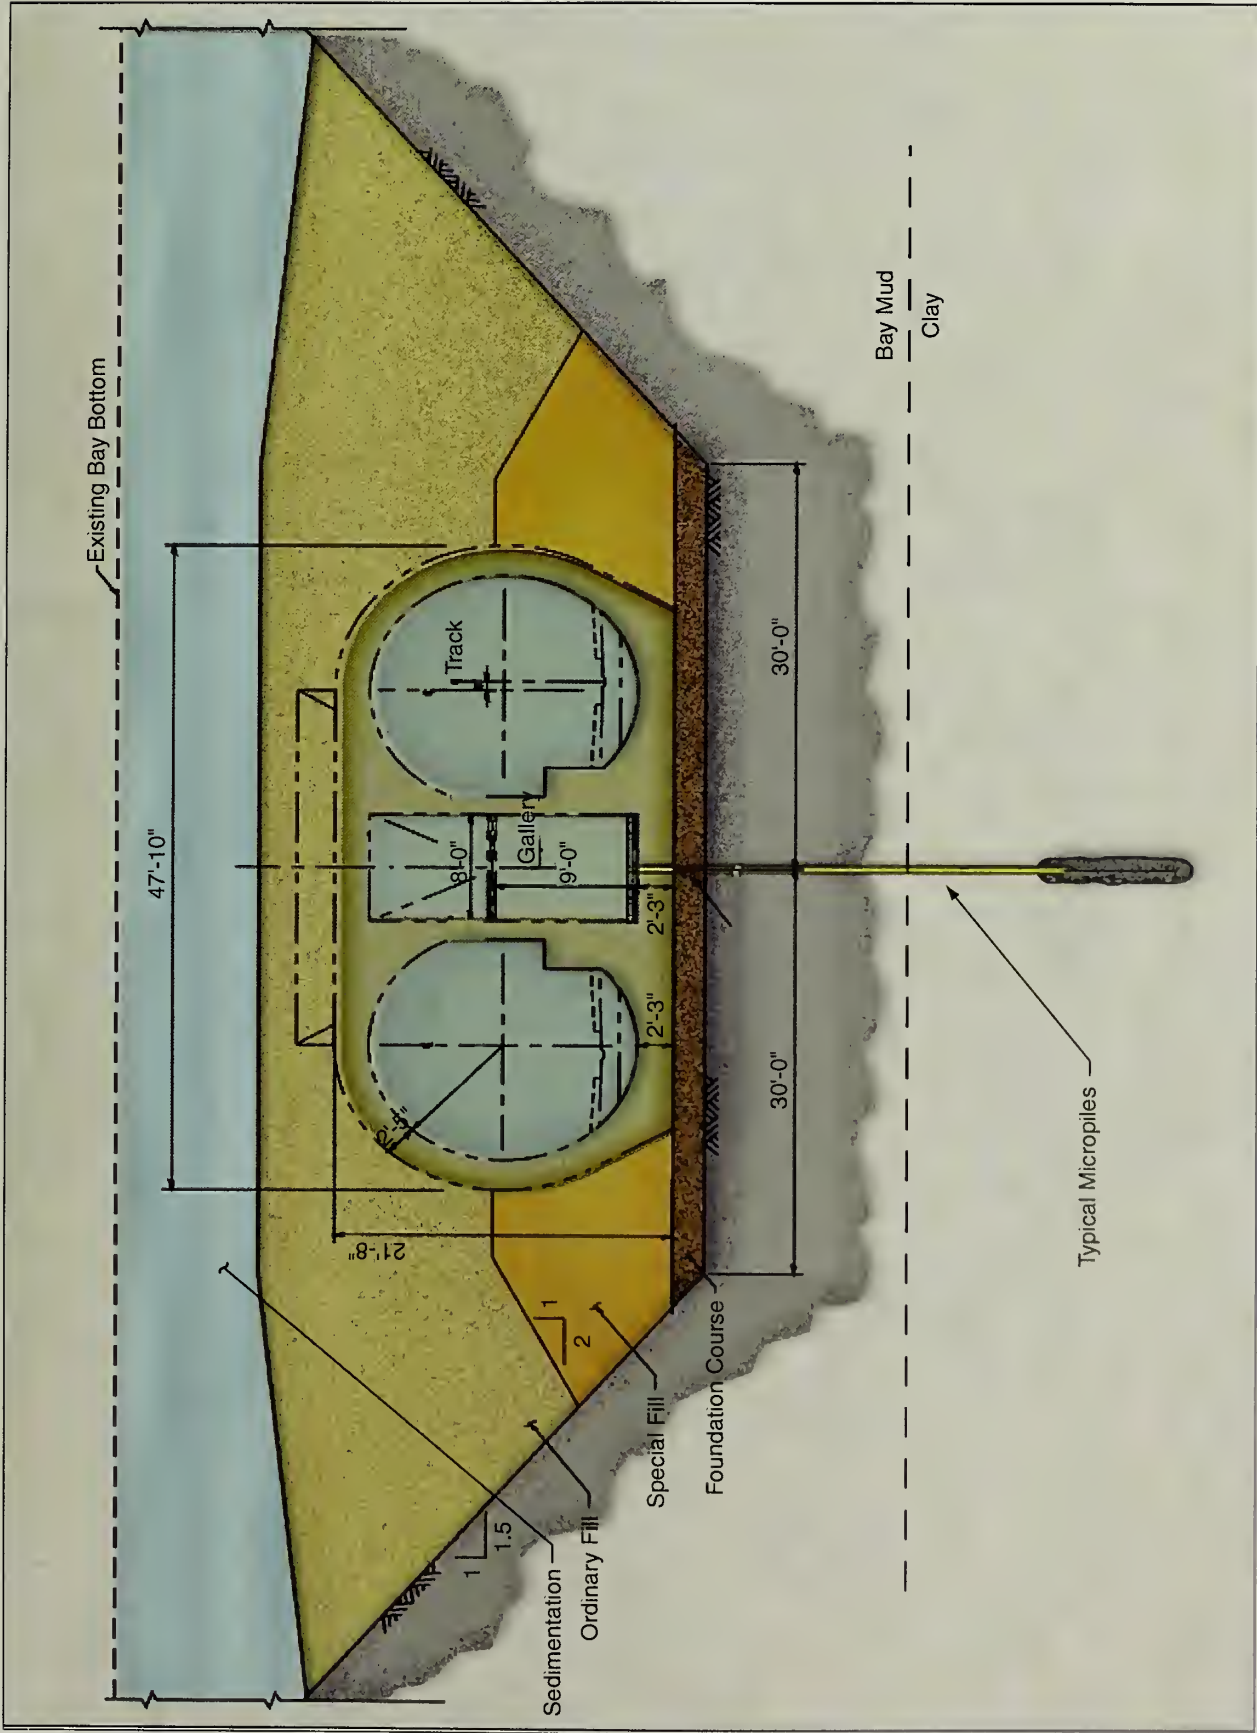 Existing Bay Bottom
47'-10"
Track
Gallery
8'-0"
9'-0"
2'-3"
2'-3"
21'-8"
1
2
1
1.5
Sedimentation
Ordinary Fill
Special Fill
Foundation Course
30'-0"
30'-0"
Bay Mud
Clay
Typical Micropiles